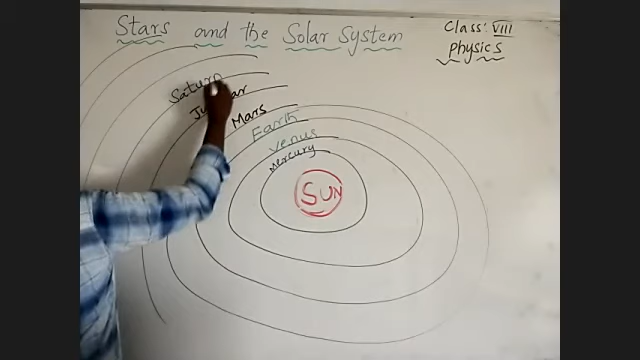 Stars and the Solar System
Class: VIII
Physics
Saturn
Mars
Earth
Venus
Mercury
SUN